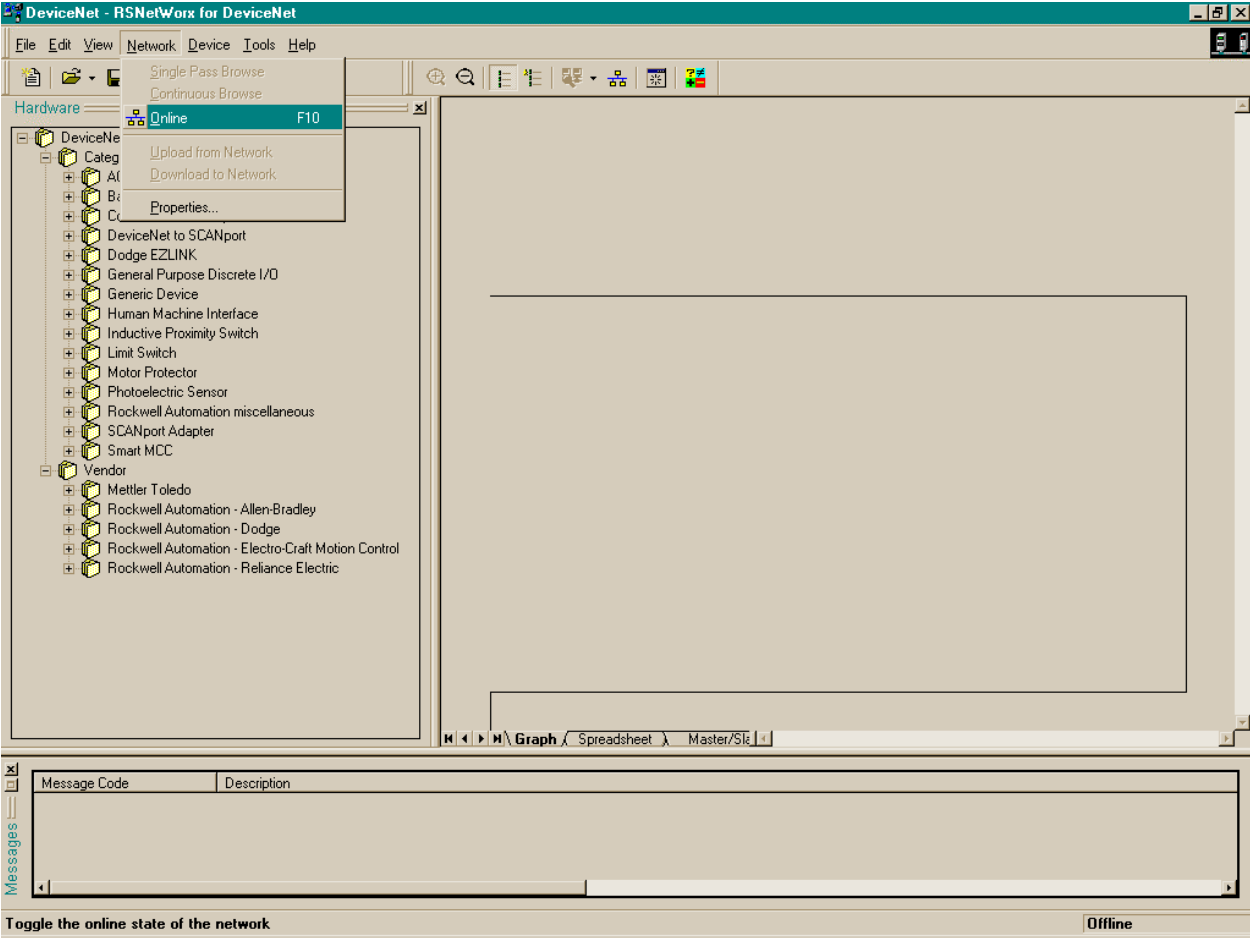 DeviceNet - RSNetWorx for DeviceNet
File Edit View Network Device Tools Help
Single Pass Browse
Continuous Browse
Online F10
Upload from Network
Download to Network
Properties...
Hardware
DeviceNe
Categ
DeviceNet to SCANport
Dodge EZLINK
General Purpose Discrete I/O
Generic Device
Human Machine Interface
Inductive Proximity Switch
Limit Switch
Motor Protector
Photoelectric Sensor
Rockwell Automation miscellaneous
SCANport Adapter
Smart MCC
Vendor
Mettler Toledo
Rockwell Automation - Allen-Bradley
Rockwell Automation - Dodge
Rockwell Automation - Electro-Craft Motion Control
Rockwell Automation - Reliance Electric
Graph Spreadsheet Master/Sla
Message Code Description
Messages
Toggle the online state of the network Offline